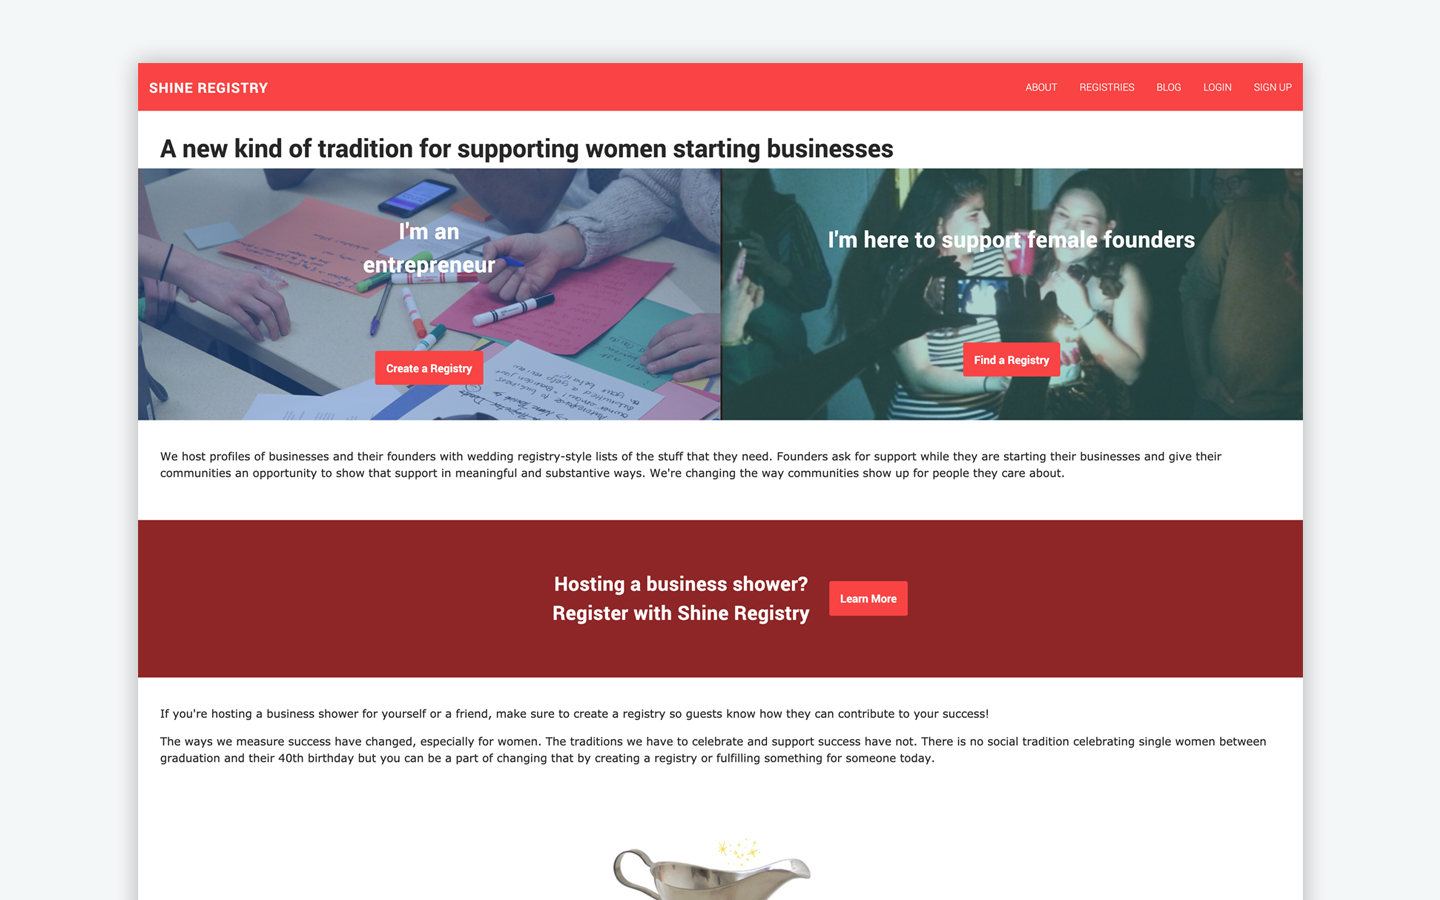 SHINE REGISTRY
ABOUT
REGISTRIES
BLOG
LOGIN
SIGN UP
A new kind of tradition for supporting women starting businesses
I'm an
entrepreneur
Create a Registry
I'm here to support female founders
Find a Registry
We host profiles of businesses and their founders with wedding registry-style lists of the stuff that they need. Founders ask for support while they are starting their businesses and give their
communities an opportunity to show that support in meaningful and substantive ways. We're changing the way communities show up for people they care about.
Hosting a business shower?
Register with Shine Registry
Learn More
If you're hosting a business shower for yourself or a friend, make sure to create a registry so guests know how they can contribute to your success!
The ways we measure success have changed, especially for women. The traditions we have to celebrate and support success have not. There is no social tradition celebrating single women between
graduation and their 40th birthday but you can be a part of changing that by creating a registry or fulfilling something for someone today.